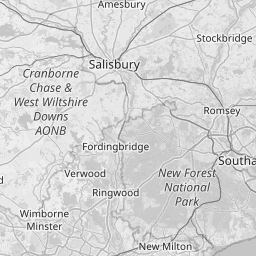 Amesbury
Stockbridge
Salisbury
Cranborne
Chase &
West Wiltshire
Downs
AONB
Romsey
Fordingbridge
Southa
Verwood
New Forest
National
Park
Ringwood
Wimborne
Minster
New Milton